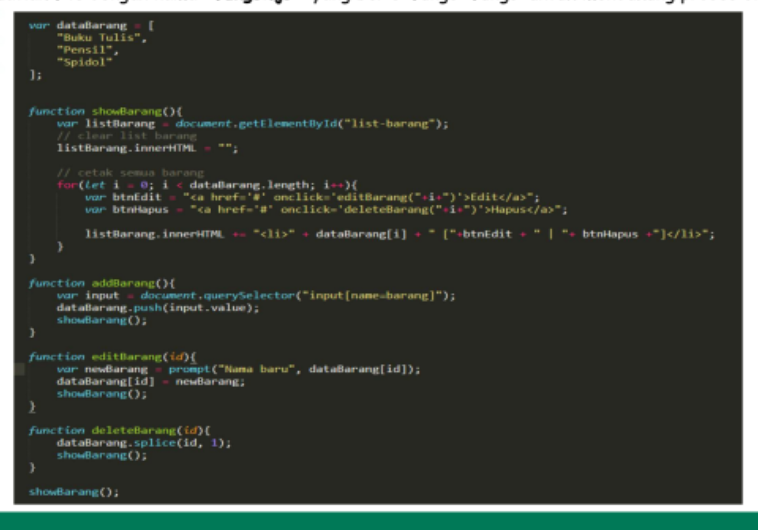 var dataBarang = [
"Buku Tulis",
"Pensil",
"Spidol"
];
function showBarang(){
var listBarang = document.getElementById("list-barang");
// clear list barang
listBarang.innerHTML = "";
// cetak semua barang
for(let i = 0; i < dataBarang.length; i++){
var btnEdit = "<a href='#' onclick='editBarang("+i+")'>Edit</a>";
var btnHapus = "<a href='#' onclick='deleteBarang("+i+")'>Hapus</a>";
listBarang.innerHTML += "<li>" + dataBarang[i] + " ["+btnEdit + " | "+ btnHapus +"]</li>";
}
}
function addBarang(){
var input = document.querySelector("input[name=barang]");
dataBarang.push(input.value);
showBarang();
}
function editBarang(id){
var newBarang = prompt("Nama baru", dataBarang[id]);
dataBarang[id] = newBarang;
showBarang();
}
function deleteBarang(id){
dataBarang.splice(id, 1);
showBarang();
}
showBarang();